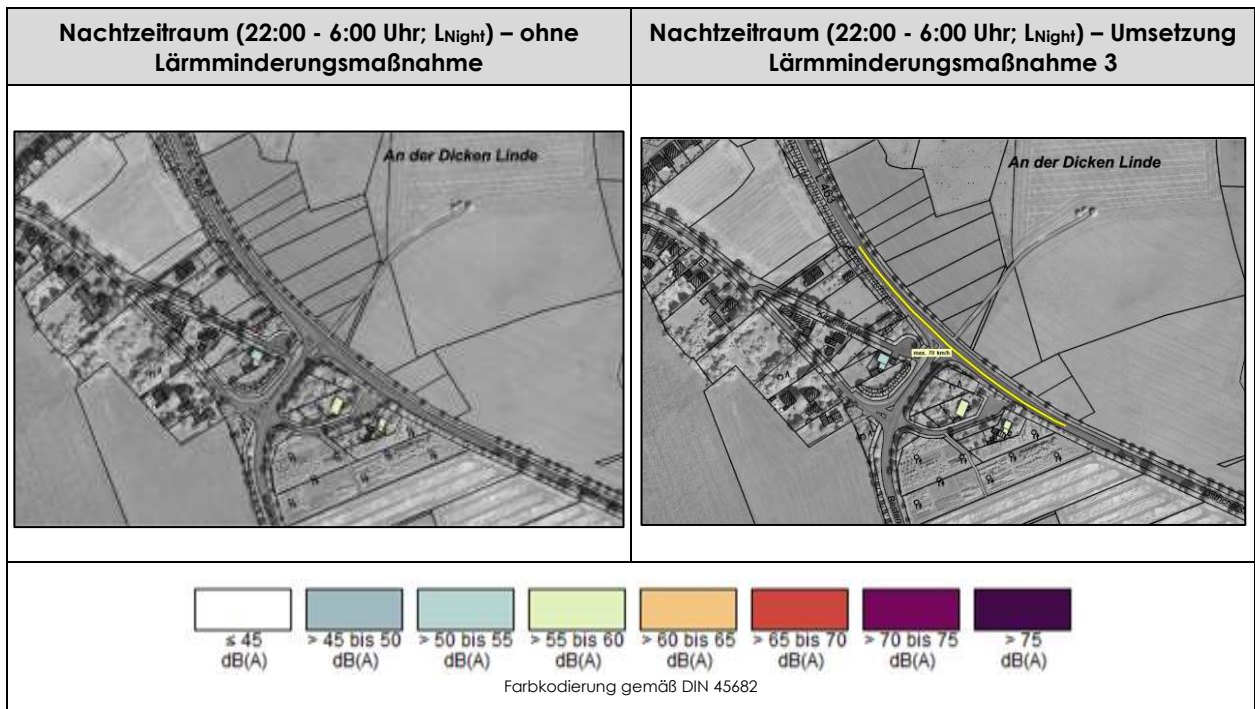 Nachtzeitraum (22:00 - 6:00 Uhr; LNight) – ohne
Lärmminderungsmaßnahme
Nachtzeitraum (22:00 - 6:00 Uhr; LNight) – Umsetzung
Lärmminderungsmaßnahme 3
An der Dicken Linde
An der Dicken Linde
463
max. 70 km/h
≤ 45
dB(A)
> 45 bis 50
dB(A)
> 50 bis 55
dB(A)
> 55 bis 60
dB(A)
> 60 bis 65
dB(A)
> 65 bis 70
dB(A)
> 70 bis 75
dB(A)
> 75
dB(A)
Farbkodierung gemäß DIN 45682